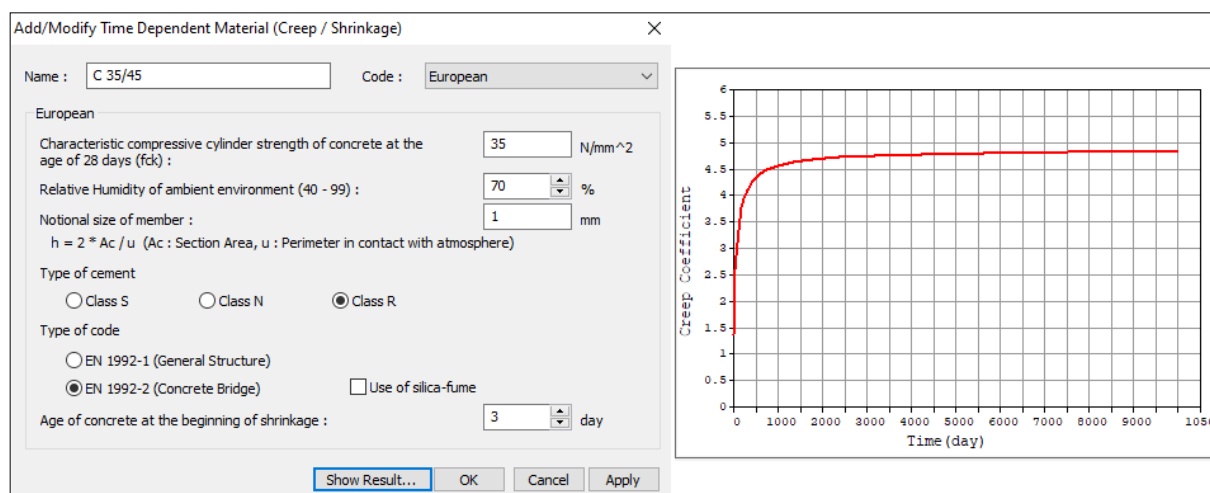 Add/Modify Time Dependent Material (Creep / Shrinkage)
Name : C 35/45 Code : European
European
Characteristic compressive cylinder strength of concrete at the
age of 28 days (fck) : 35 N/mm^2
Relative Humidity of ambient environment (40 - 99) : 70 %
Notional size of member : 1 mm
h = 2 * Ac / u (Ac : Section Area, u : Perimeter in contact with atmosphere)
Type of cement
Class S Class N Class R
Type of code
EN 1992-1 (General Structure)
EN 1992-2 (Concrete Bridge) Use of silica-fume
Age of concrete at the beginning of shrinkage : 3 day
Show Result... OK Cancel Apply
Creep Coefficient
6
5.5
5
4.5
4
3.5
3
2.5
2
1.5
1
0.5
0
0 1000 2000 3000 4000 5000 6000 7000 8000 9000 1050
Time(day)